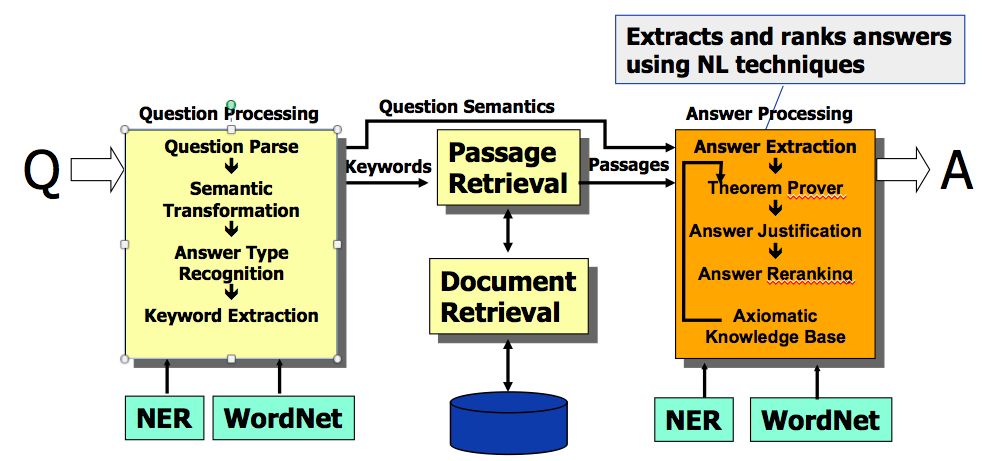 Extracts and ranks answers
using NL techniques
Question Processing
Question Semantics
Answer Processing
Q
Question Parse
Semantic
Transformation
Answer Type
Recognition
Keyword Extraction
Keywords
Passage
Retrieval
Passages
Document
Retrieval
Answer Extraction
Theorem Prover
Answer Justification
Answer Reranking
Axiomatic
Knowledge Base
A
NER
WordNet
NER
WordNet